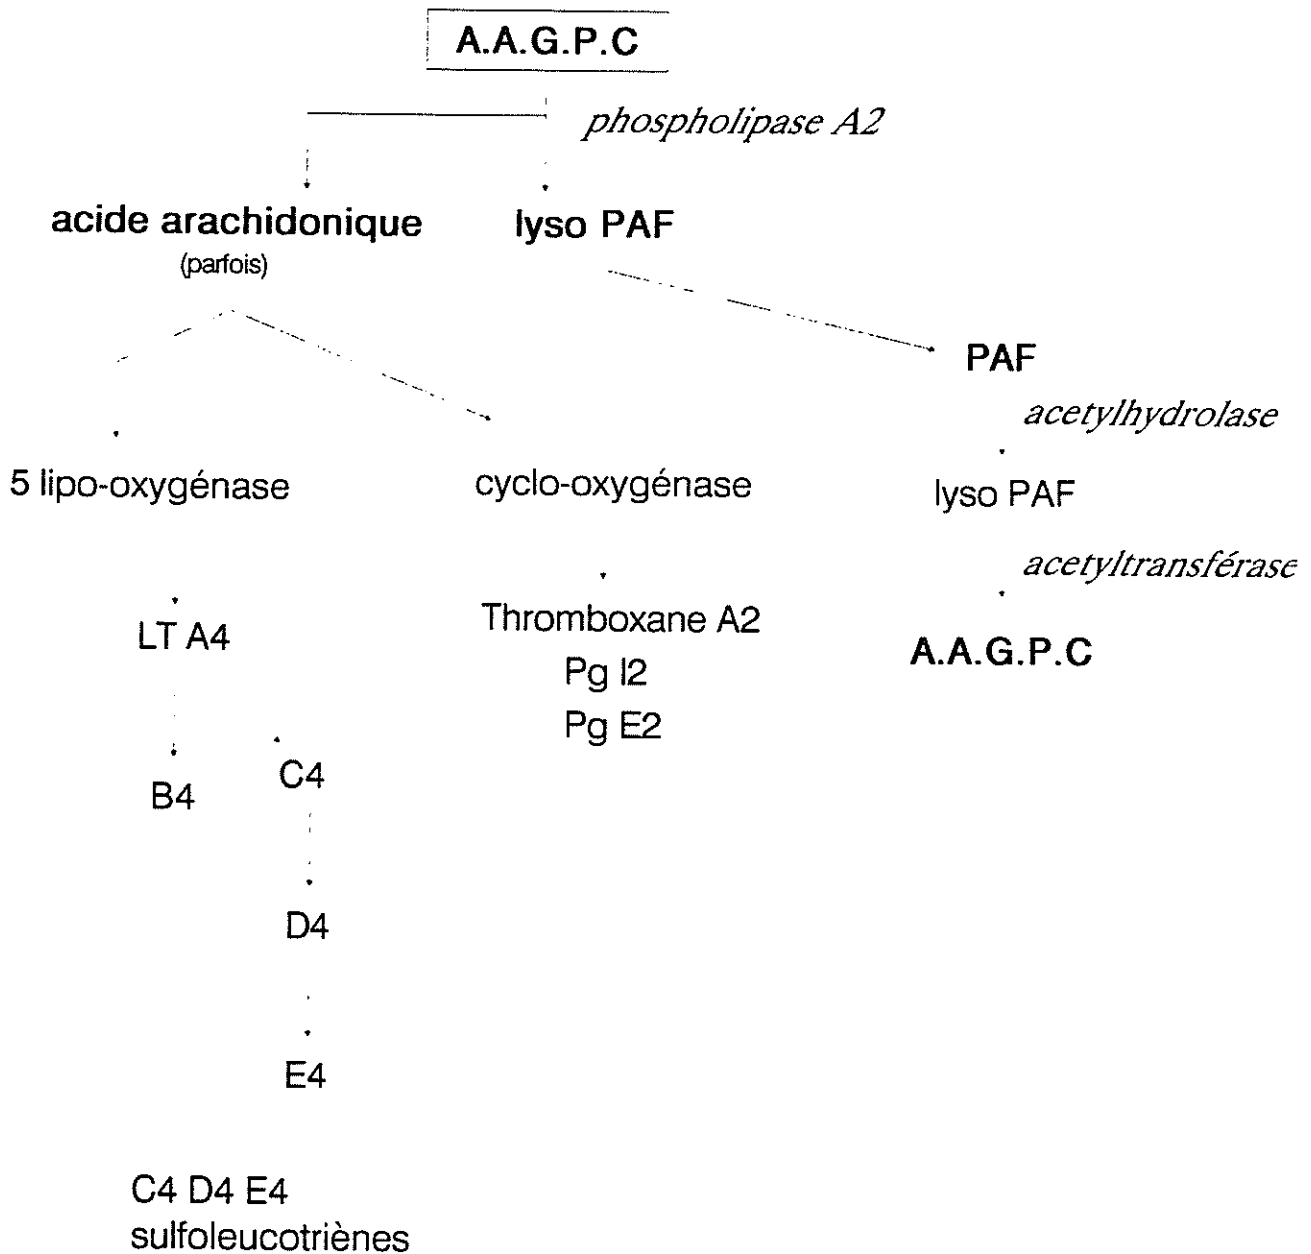 A.A.G.P.C
phospholipase A2
acide arachidonique
lyso PAF
(parfois)
PAF
acetylhydrolase
5 lipo-oxygénase
cyclo-oxygénase
lyso PAF
acetyltransférase
LT A4
Thromboxane A2
A.A.G.P.C
Pg I2
Pg E2
B4
C4
D4
E4
C4 D4 E4
sulfoleucotriènes